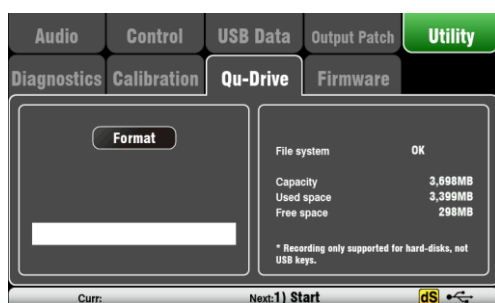 Audio Control USB Data Output Patch Utility
Diagnostics Calibration Qu-Drive Firmware
Format
File system OK
Capacity 3,698MB
Used space 3,399MB
Free space 298MB
* Recording only supported for hard-disks, not
USB keys.
Curr: Next:1) Start dS